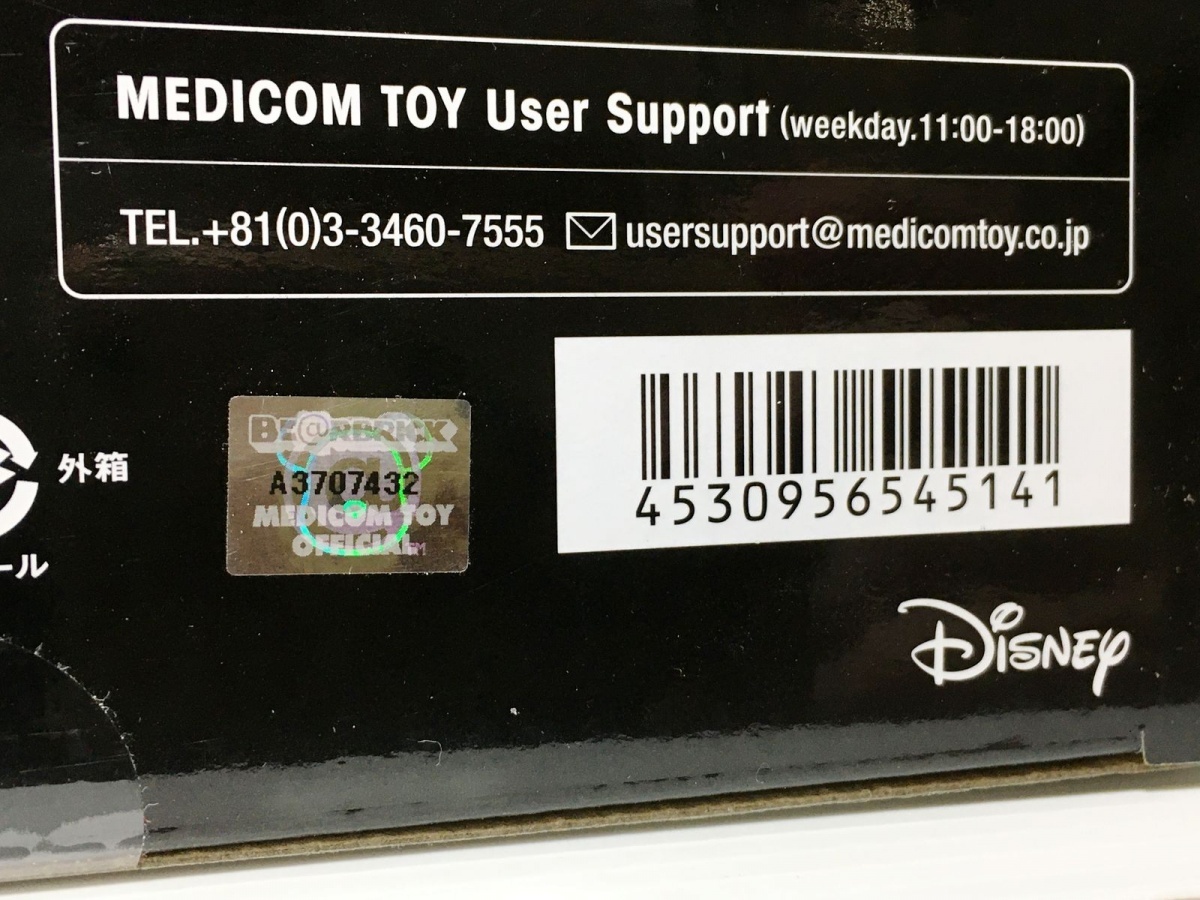 MEDICOM TOY User Support (weekday.11:00-18:00)
TEL.+81(0)3-3460-7555 usersupport@medicomtoy.co.jp
外箱
ール
BE@RBRICK
A3707432
MEDICOM TOY
OFFICIAL
4530956545141
Disney